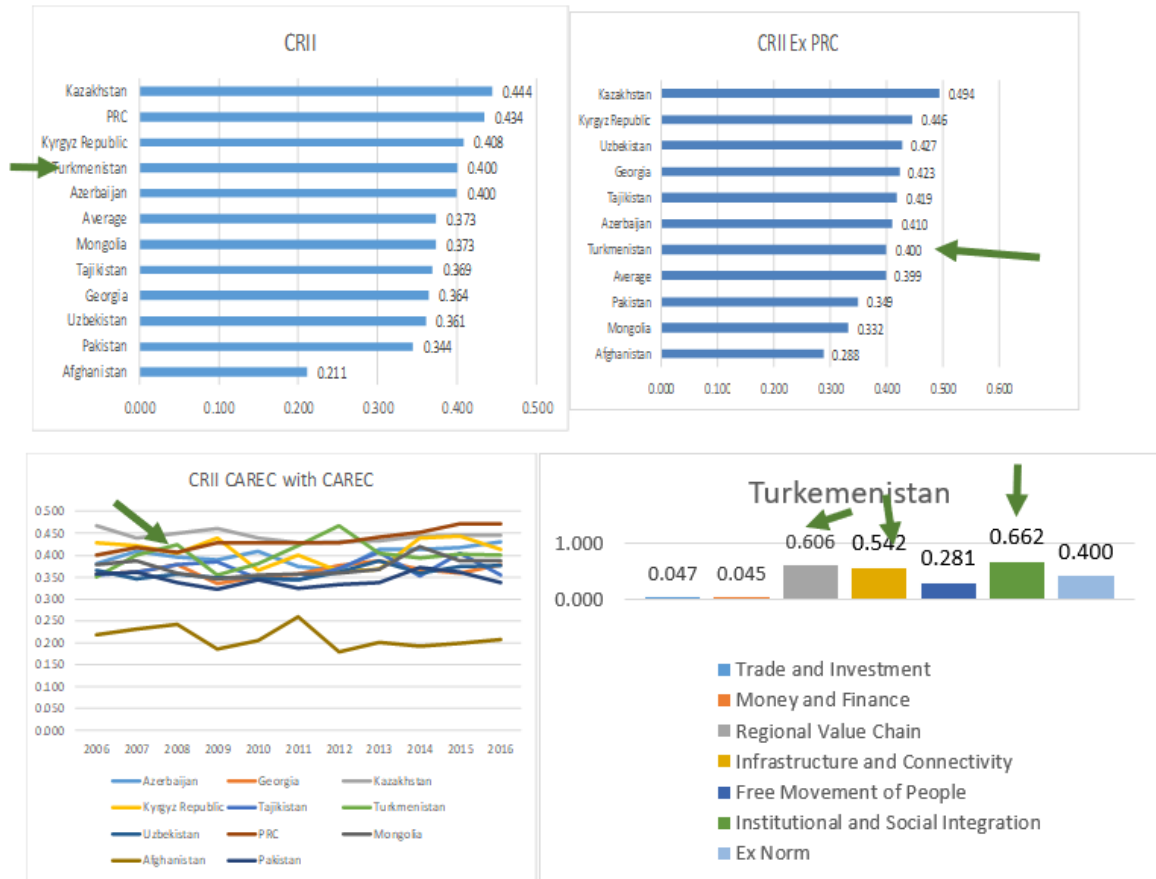 CRII
Kazakhstan 0.444
PRC 0.434
Kyrgyz Republic 0.408
Turkmenistan 0.400
Azerbaijan 0.400
Average 0.373
Mongolia 0.373
Tajikistan 0.369
Georgia 0.364
Uzbekistan 0.361
Pakistan 0.344
Afghanistan 0.211
0.000 0.100 0.200 0.300 0.400 0.500
CRII Ex PRC
Kazakhstan 0.494
Kyrgyz Republic 0.446
Uzbekistan 0.427
Georgia 0.423
Tajikistan 0.419
Azerbaijan 0.410
Turkmenistan 0.400
Average 0.399
Pakistan 0.349
Mongolia 0.332
Afghanistan 0.288
0.000 0.100 0.200 0.300 0.400 0.500 0.600
CRII CAREC with CAREC
0.500
0.450
0.400
0.350
0.300
0.250
0.200
0.150
0.100
0.050
0.000
2006 2007 2008 2009 2010 2011 2012 2013 2014 2015 2016
Azerbaijan Georgia Kazakhstan
Kyrgyz Republic Tajikistan Turkmenistan
Uzbekistan PRC Mongolia
Afghanistan Pakistan
Turkemenistan
0.047 0.045 0.606 0.542 0.281 0.662 0.400
1.000
0.000
Trade and Investment
Money and Finance
Regional Value Chain
Infrastructure and Connectivity
Free Movement of People
Institutional and Social Integration
Ex Norm